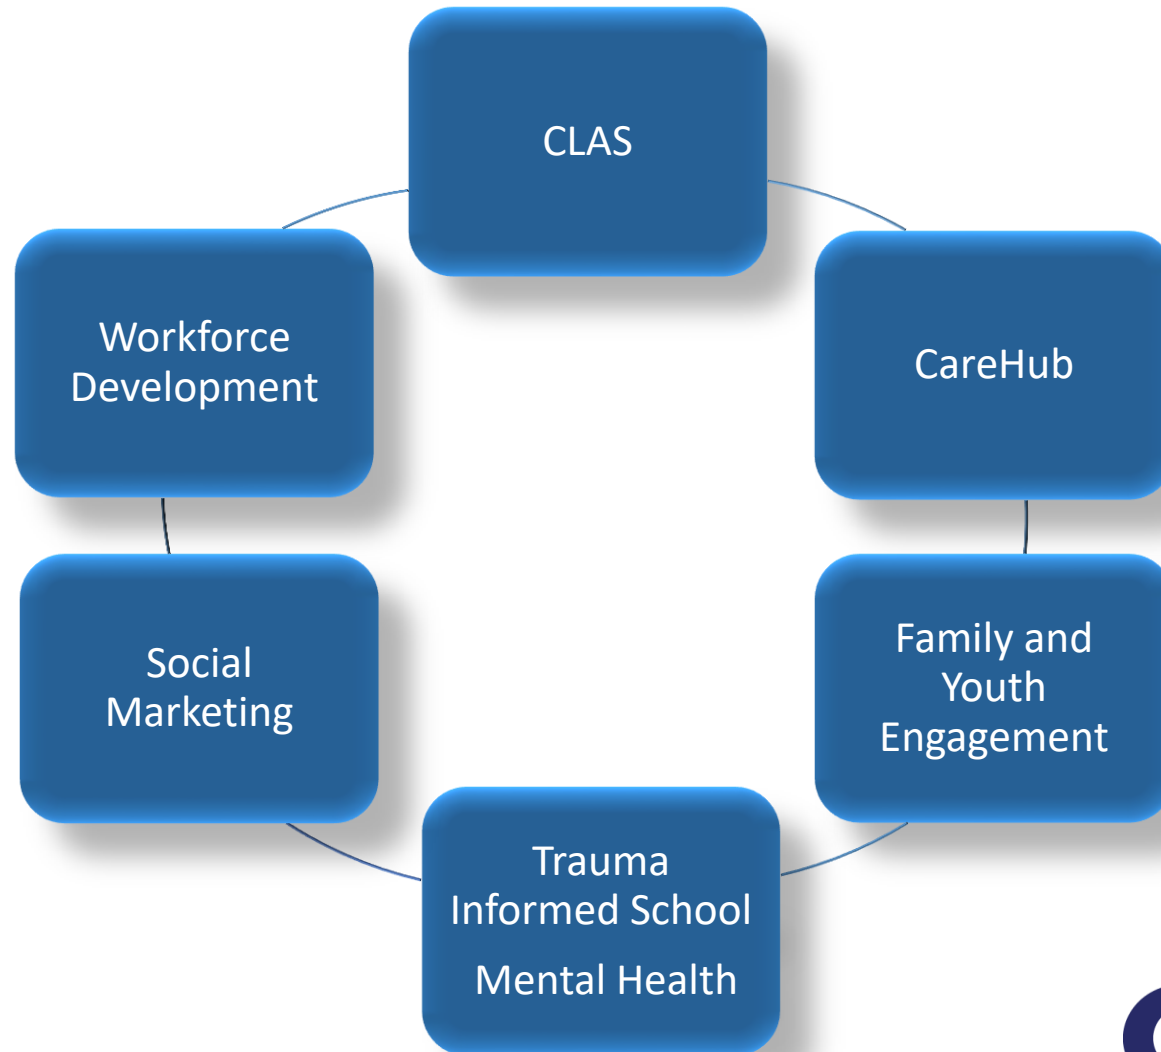 CLAS
CareHub
Family and
Youth
Engagement
Trauma
Informed School
Mental Health
Social
Marketing
Workforce
Development